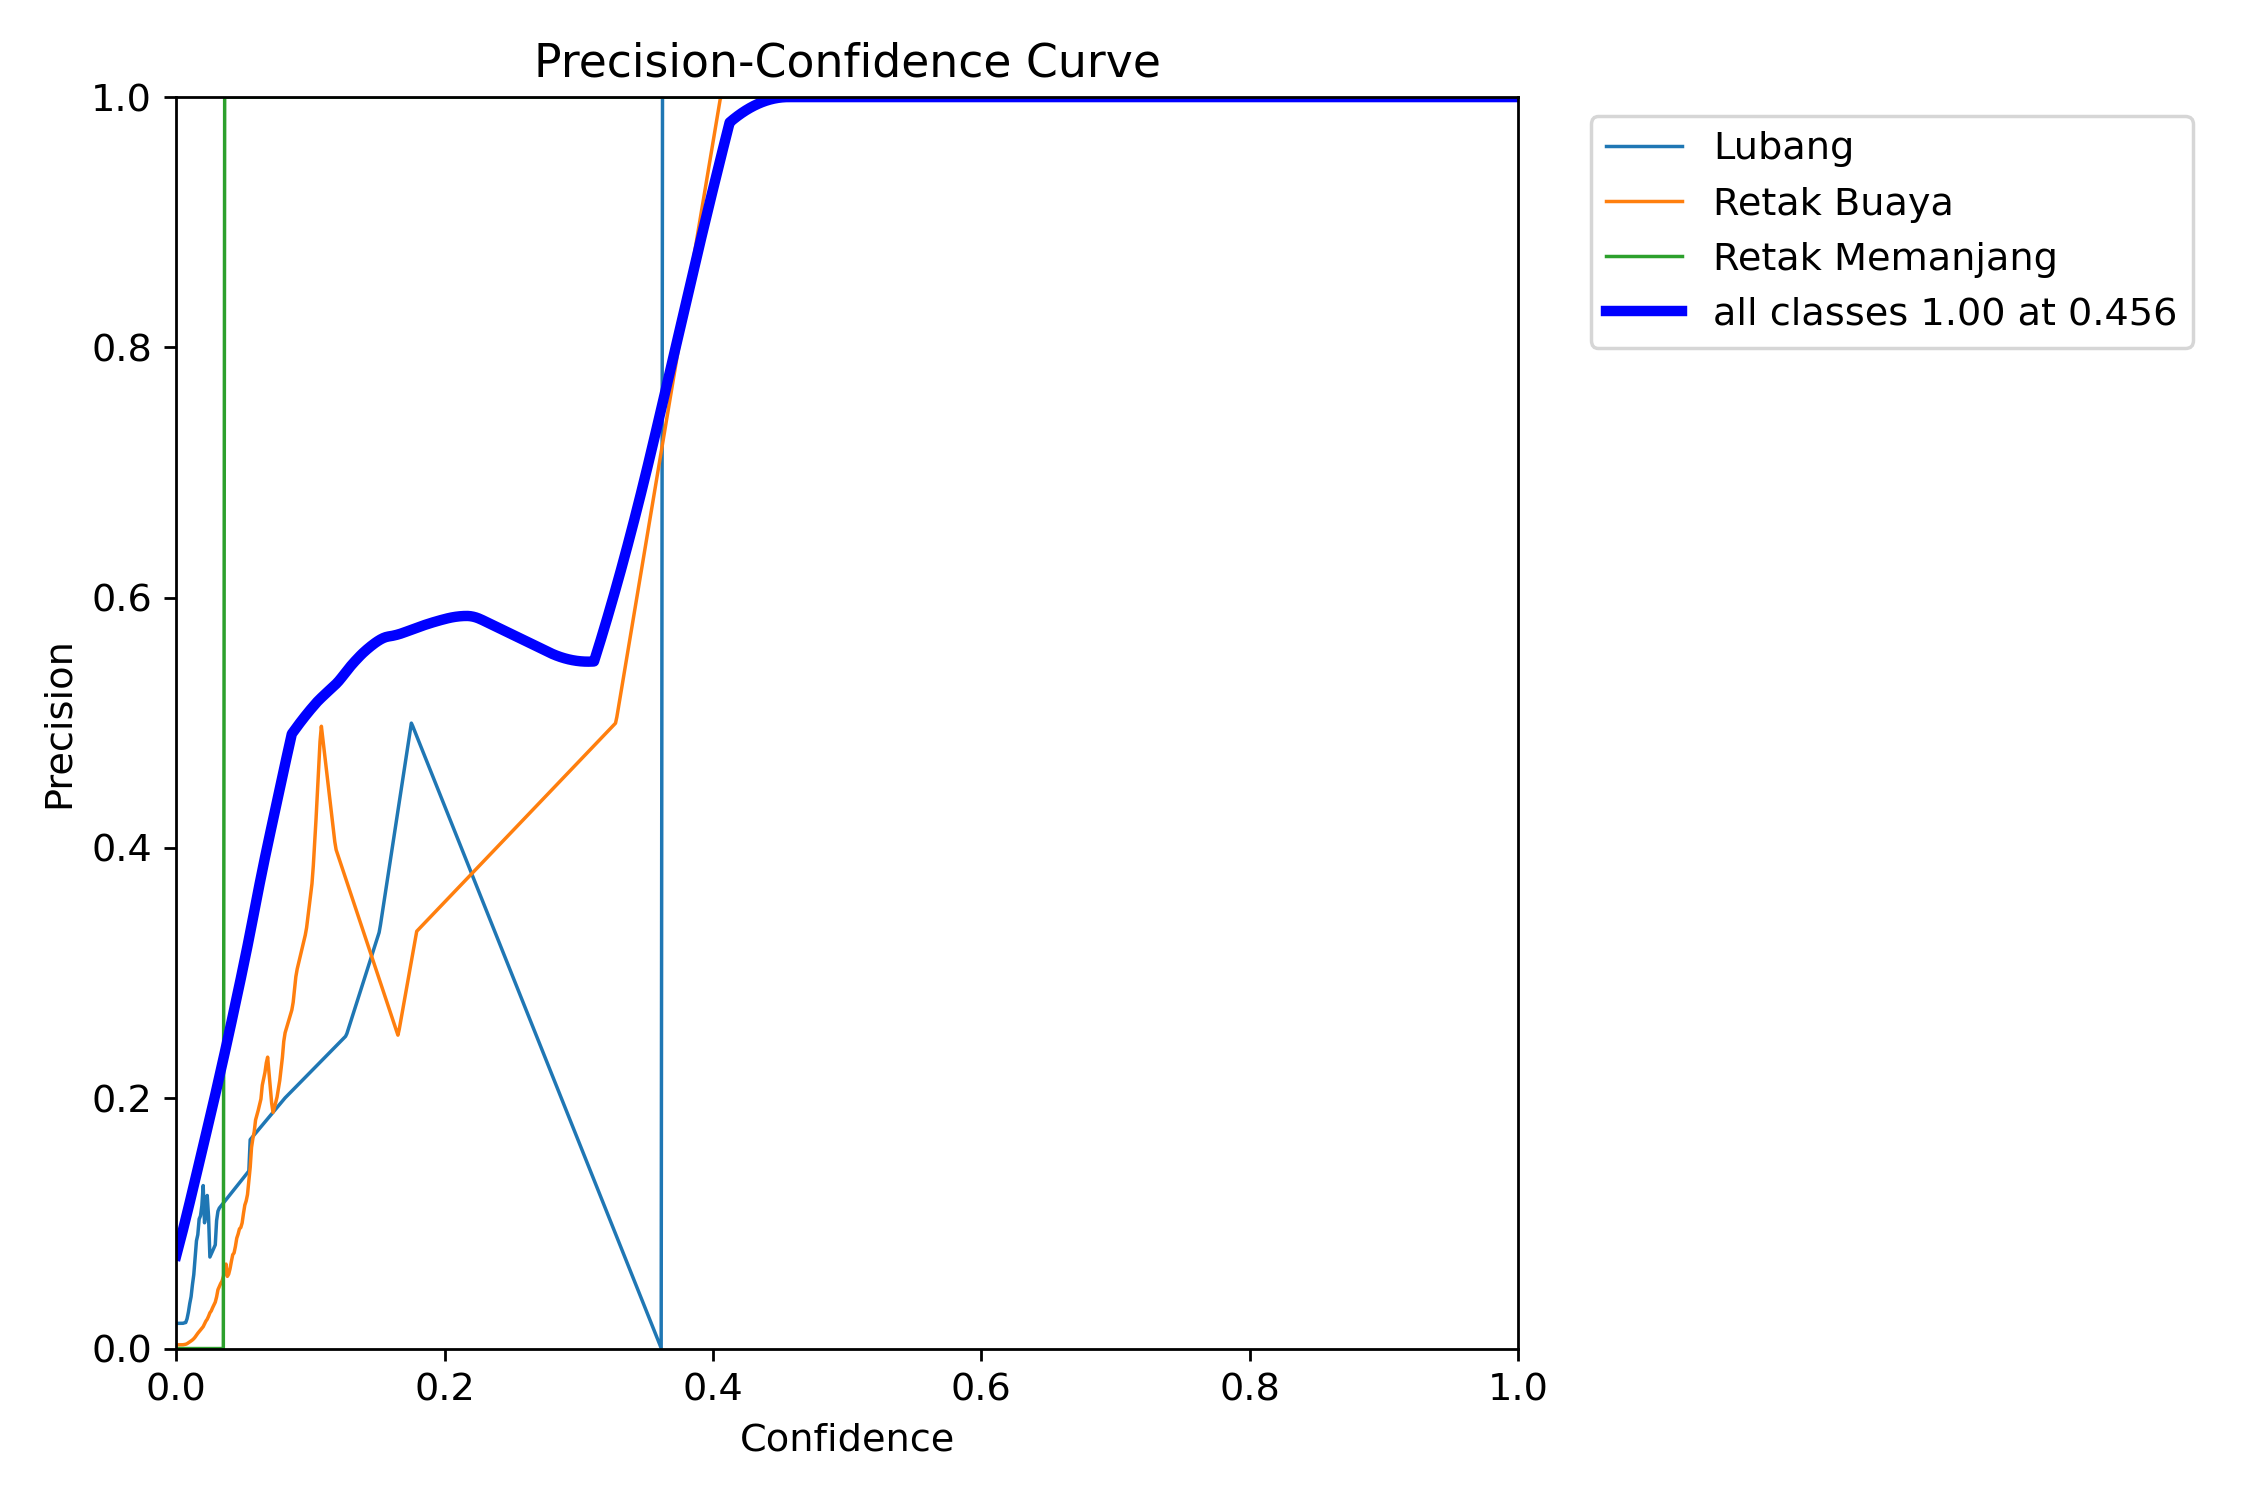 Precision-Confidence Curve
1.0
0.8
0.6
0.4
0.2
0.0
Precision
0.0 0.2 0.4 0.6 0.8 1.0
Confidence
Lubang
Retak Buaya
Retak Memanjang
all classes 1.00 at 0.456